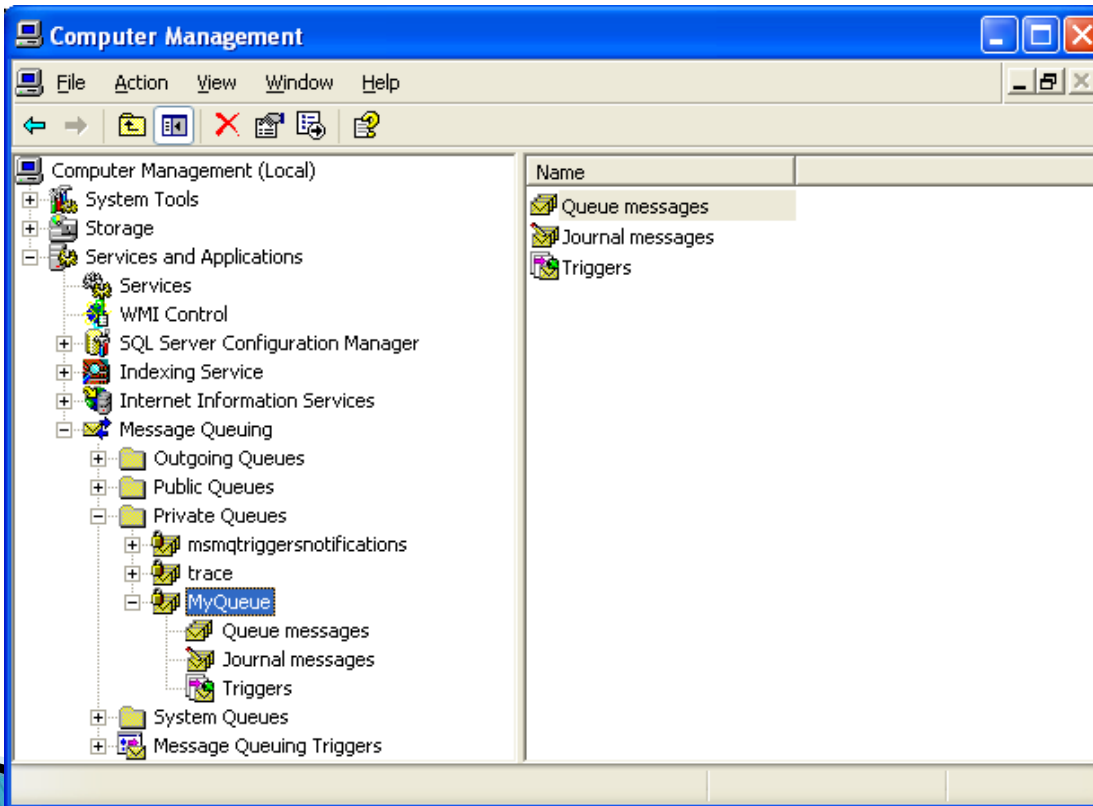 Computer Management
File Action View Window Help
Computer Management (Local)
System Tools
Storage
Services and Applications
Services
WMI Control
SQL Server Configuration Manager
Indexing Service
Internet Information Services
Message Queuing
Outgoing Queues
Public Queues
Private Queues
msmqtriggersnotifications
trace
MyQueue
Queue messages
Journal messages
Triggers
System Queues
Message Queuing Triggers
Name
Queue messages
Journal messages
Triggers